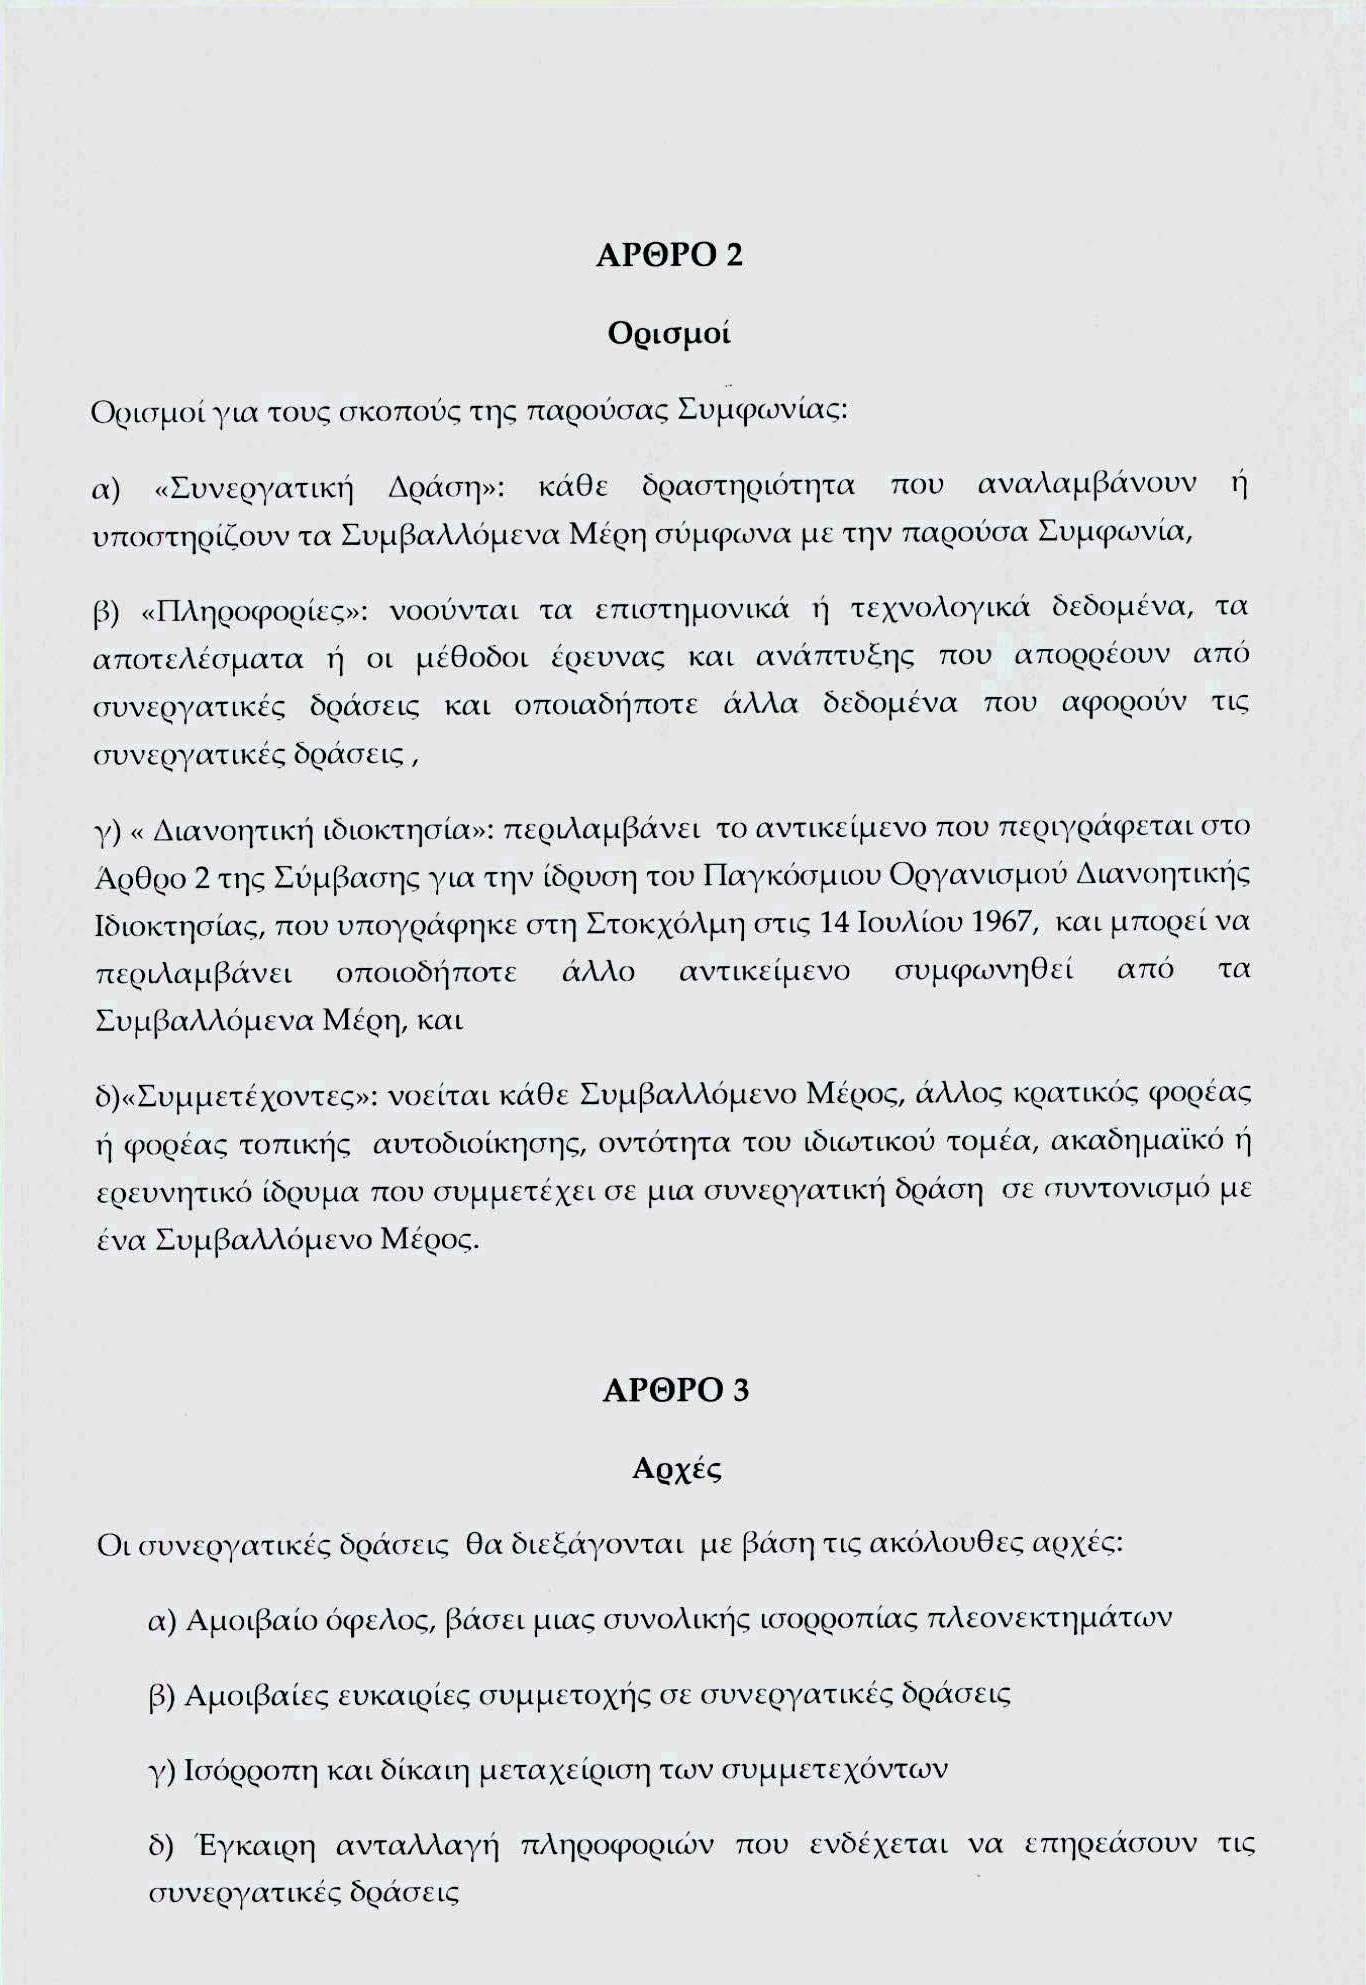 ΑΡΘΡΟ 2
Ορισμοί
Ορισμοί για τους σκοπούς της παρούσας Συμφωνίας:
α) «Συνεργατική Δράση»: κάθε δραστηριότητα που αναλαμβάνουν ή
υποστηρίζουν τα Συμβαλλόμενα Μέρη σύμφωνα με την παρούσα Συμφωνία,
β) «Πληροφορίες»: νοούνται τα επιστημονικά ή τεχνολογικά δεδομένα, τα
αποτελέσματα ή οι μέθοδοι έρευνας και ανάπτυξης που απορρέουν από
συνεργατικές δράσεις και οποιαδήποτε άλλα δεδομένα που αφορούν τις
συνεργατικές δράσεις ,
γ) « Διανοητική ιδιοκτησία»: περιλαμβάνει το αντικείμενο που περιγράφεται στο
Άρθρο 2 της Σύμβασης για την ίδρυση του Παγκόσμιου Οργανισμού Διανοητικής
Ιδιοκτησίας, που υπογράφηκε στη Στοκχόλμη στις 14 Ιουλίου 1967, και μπορεί να
περιλαμβάνει οποιοδήποτε άλλο αντικείμενο συμφωνηθεί από τα
Συμβαλλόμενα Μέρη, και
δ)«Συμμετέχοντες»: νοείται κάθε Συμβαλλόμενο Μέρος, άλλος κρατικός φορέας
ή φορέας τοπικής αυτοδιοίκησης, οντότητα του ιδιωτικού τομέα, ακαδημαϊκό ή
ερευνητικό ίδρυμα που συμμετέχει σε μια συνεργατική δράση σε συντονισμό με
ένα Συμβαλλόμενο Μέρος.
ΑΡΘΡΟ 3
Αρχές
Οι συνεργατικές δράσεις θα διεξάγονται με βάση τις ακόλουθες αρχές:
α) Αμοιβαίο όφελος, βάσει μιας συνολικής ισορροπίας πλεονεκτημάτων
β) Αμοιβαίες ευκαιρίες συμμετοχής σε συνεργατικές δράσεις
γ) Ισόρροπη και δίκαιη μεταχείριση των συμμετεχόντων
δ) Έγκαιρη ανταλλαγή πληροφοριών που ενδέχεται να επηρεάσουν τις
συνεργατικές δράσεις